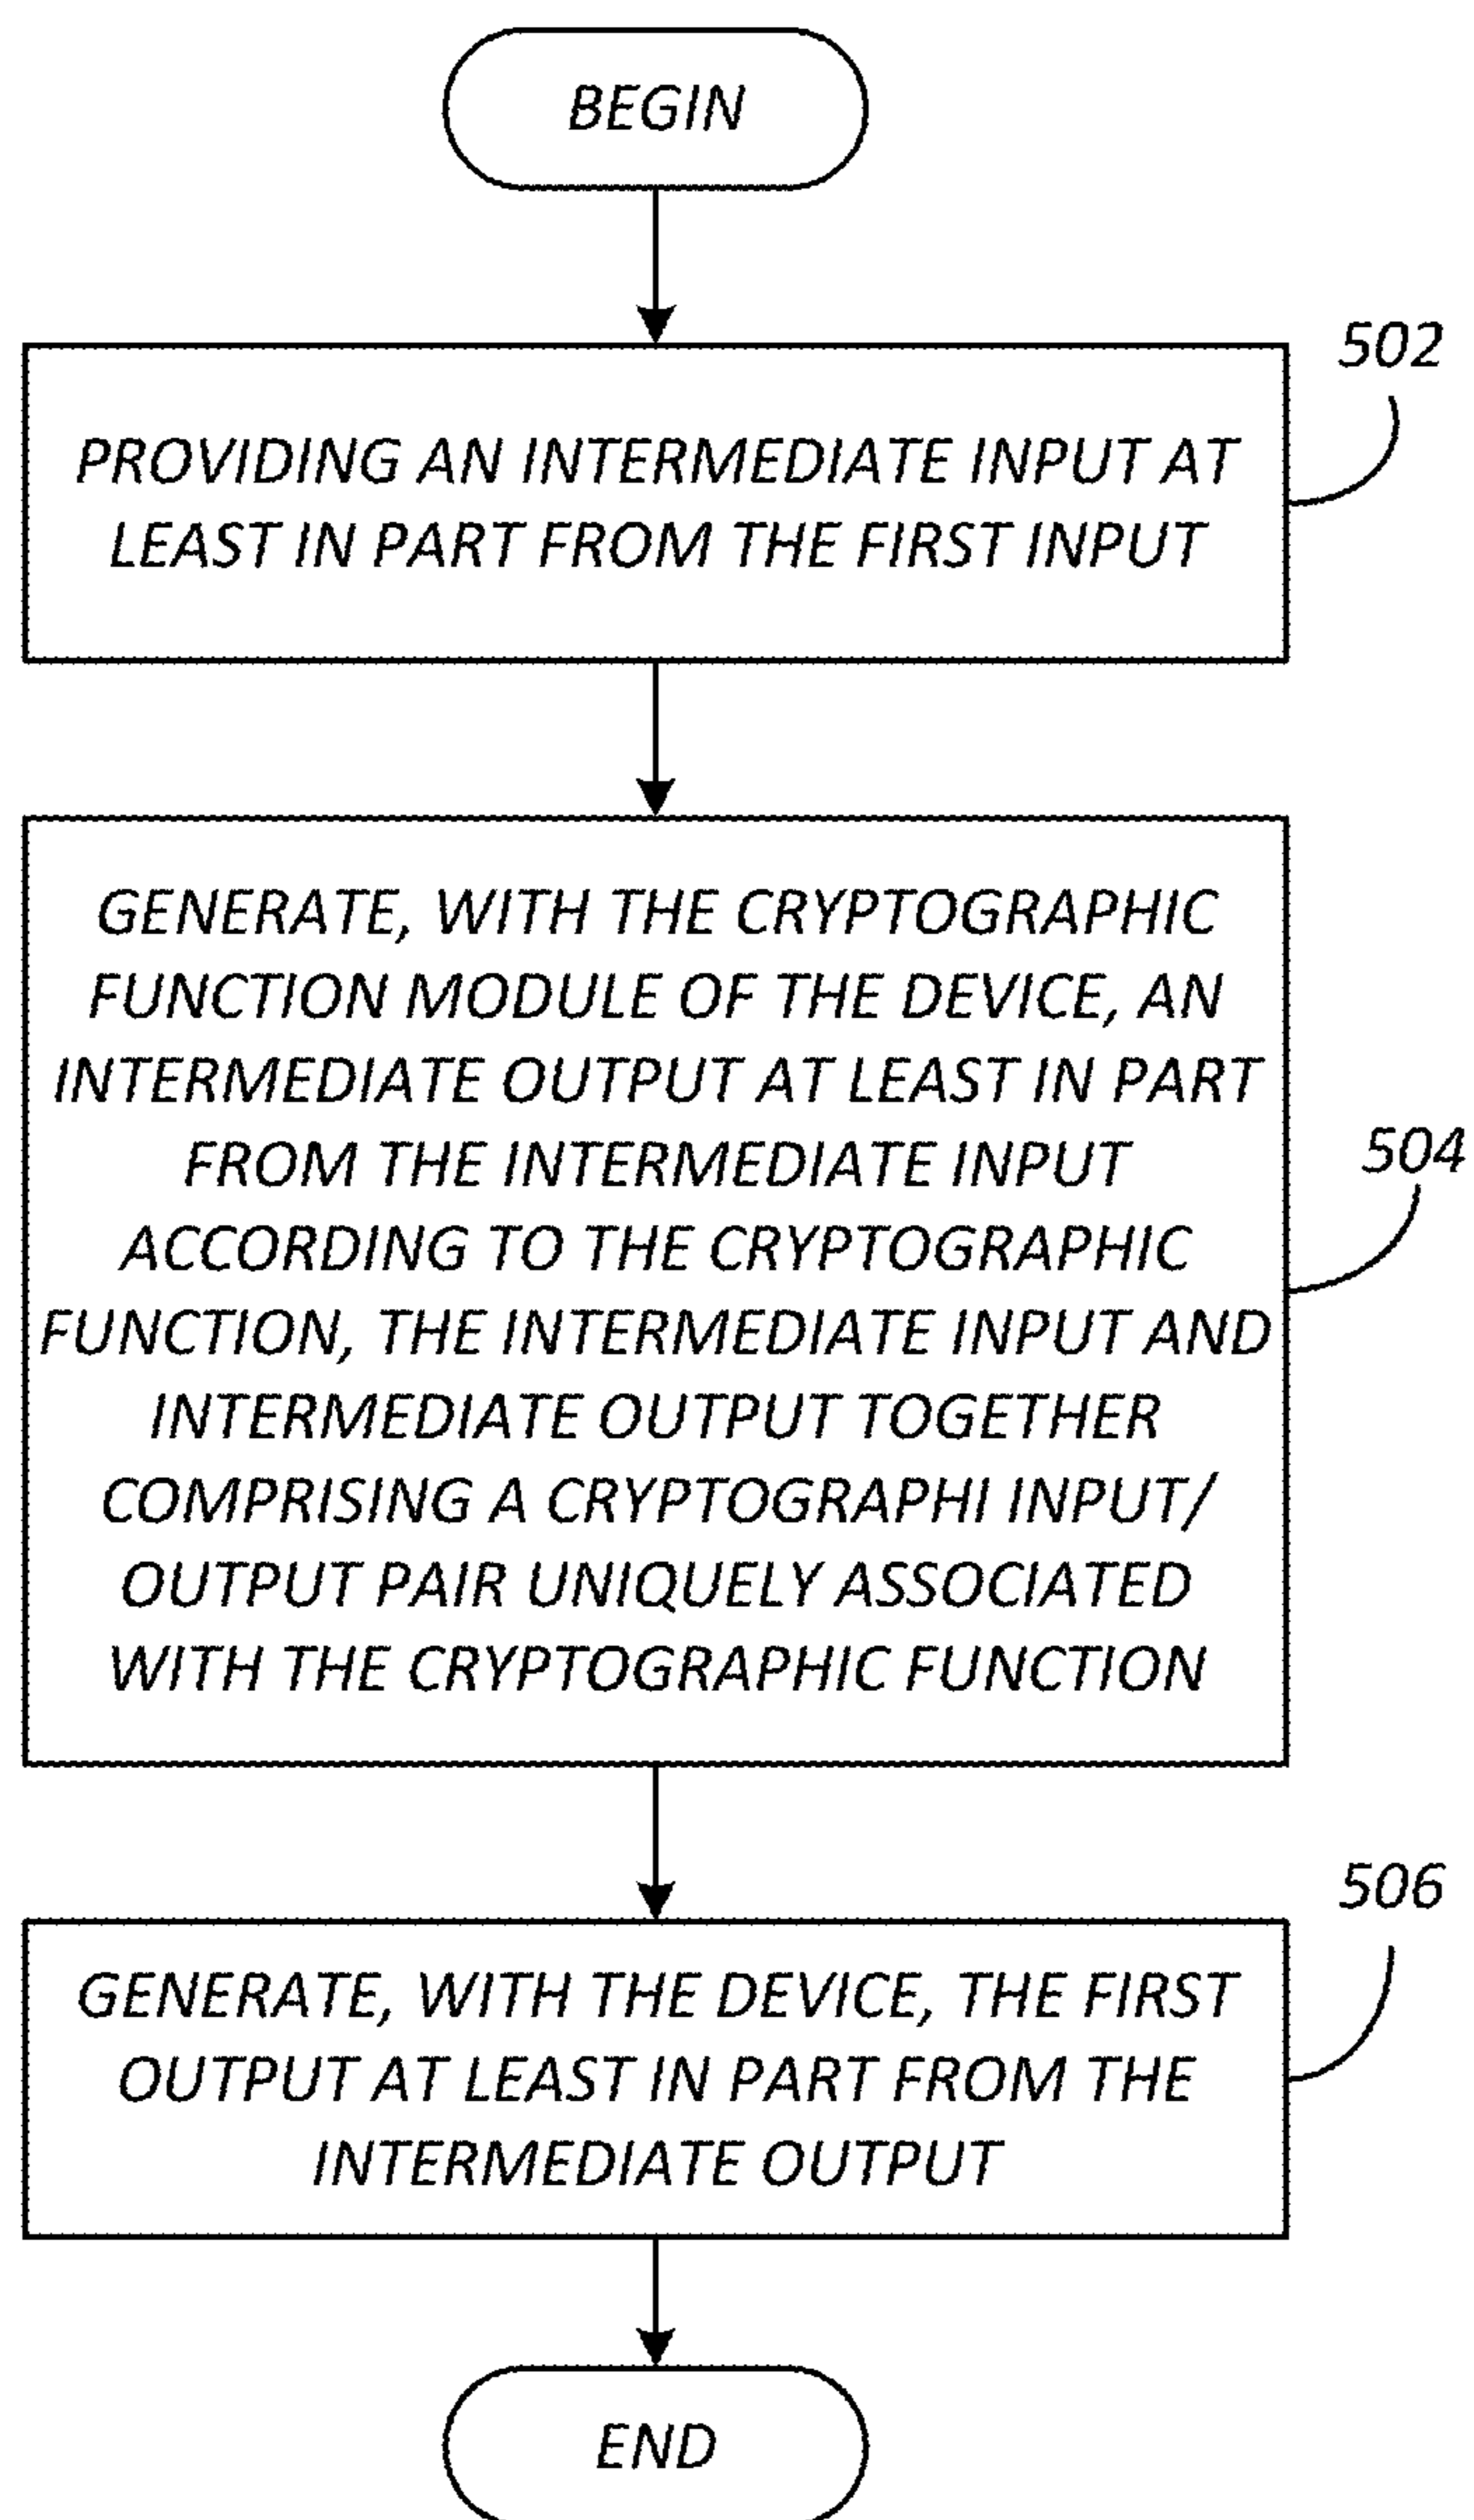 BEGIN
502
PROVIDING AN INTERMEDIATE INPUT AT
LEAST IN PART FROM THE FIRST INPUT
GENERATE, WITH THE CRYPTOGRAPHIC
FUNCTION MODULE OF THE DEVICE, AN
INTERMEDIATE OUTPUT AT LEAST IN PART
FROM THE INTERMEDIATE INPUT
504
ACCORDING TO THE CRYPTOGRAPHIC
FUNCTION, THE INTERMEDIATE INPUT AND
INTERMEDIATE OUTPUT TOGETHER
COMPRISING A CRYPTOGRAPHI INPUT/
OUTPUT PAIR UNIQUELY ASSOCIATED
WITH THE CRYPTOGRAPHIC FUNCTION
506
GENERATE, WITH THE DEVICE, THE FIRST
OUTPUT AT LEAST IN PART FROM THE
INTERMEDIATE OUTPUT
END